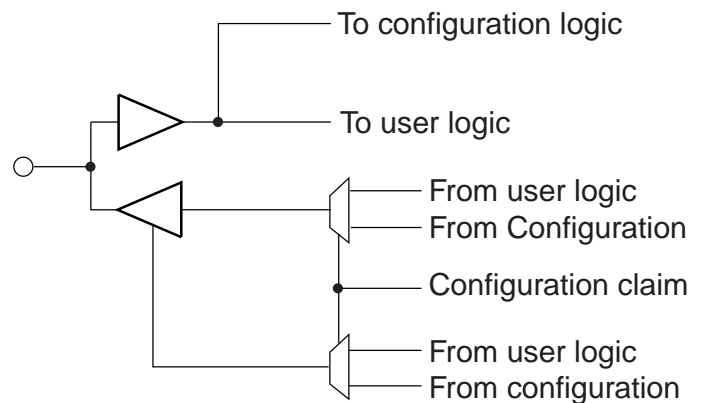 To configuration logic
To user logic
From user logic
From Configuration
Configuration claim
From user logic
From configuration